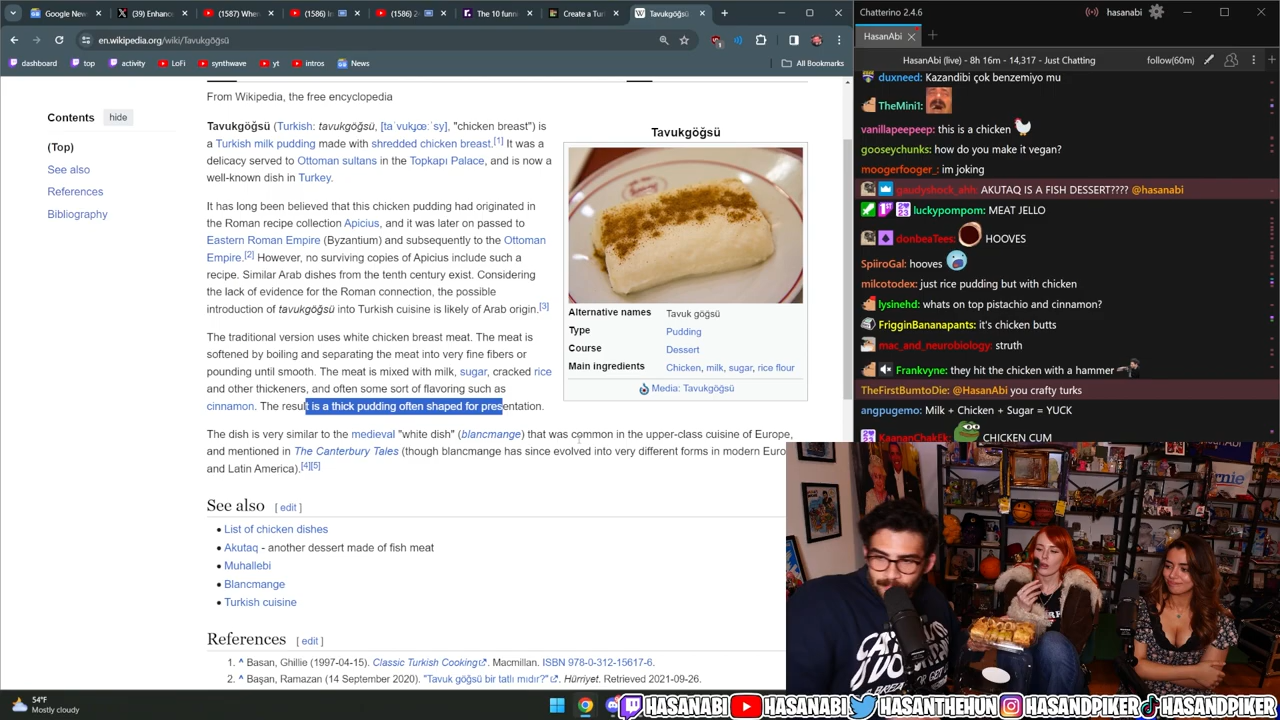 Google New
(39) Enhanc
(1587) When
(1586) In
(1586) 2
The 10 funn
Create a Tu
Tavukgöğsü
en.wikipedia.org/wiki/Tavukgöğsü
dashboard
top
activity
LoFi
synthwave
yt
intros
News
All Bookmarks
Contents
hide
(Top)
See also
References
Bibliography
From Wikipedia, the free encyclopedia
Tavukgöğsü (Turkish: tavukgöğsü, [taˈvukɟœːˈsy], "chicken breast") is
a Turkish milk pudding made with shredded chicken breast.[1] It was a
delicacy served to Ottoman sultans in the Topkapı Palace, and is now a
well-known dish in Turkey.
It has long been believed that this chicken pudding had originated in
the Roman recipe collection Apicius, and it was later on passed to
Eastern Roman Empire (Byzantium) and subsequently to the Ottoman
Empire.[2] However, no surviving copies of Apicius include such a
recipe. Similar Arab dishes from the tenth century exist. Considering
the lack of evidence for the Roman connection, the possible
introduction of tavukgöğsü into Turkish cuisine is likely of Arab origin.[3]
The traditional version uses white chicken breast meat. The meat is
softened by boiling and separating the meat into very fine fibers or
pounding until smooth. The meat is mixed with milk, sugar, cracked rice
and other thickeners, and often some sort of flavoring such as
cinnamon. The result is a thick pudding often shaped for presentation.
The dish is very similar to the medieval "white dish" (blancmange) that was common in the upper-class cuisine of Europe,
and mentioned in The Canterbury Tales (though blancmange has since evolved into very different forms in modern Euro
and Latin America).[4][5]
Tavukgöğsü
Alternative names Tavuk göğsü
Type Pudding
Course Dessert
Main ingredients Chicken, milk, sugar, rice flour
Media: Tavukgöğsü
See also [ edit ]
List of chicken dishes
Akutaq - another dessert made of fish meat
Muhallebi
Blancmange
Turkish cuisine
References [ edit ]
1. ^ Basan, Ghillie (1997-04-15). Classic Turkish Cooking. Macmillan. ISBN 978-0-312-15617-6.
2. ^ Başan, Ramazan (14 September 2020). "Tavuk göğsü bir tatlı mıdır?". Hürriyet. Retrieved 2021-09-26.
Chatterino 2.4.6
hasanabi
HasanAbi
HasanAbi (live) - 8h 16m - 14,317 - Just Chatting
follow(60m)
duxneed: Kazandibi çok benzemiyo mu
TheMini1:
vanillapeepeep: this is a chicken
gooseychunks: how do you make it vegan?
moogerfooger_: im joking
gaudyshock_ahh: AKUTAQ IS A FISH DESSERT???? @hasanabi
luckypompom: MEAT JELLO
donbeaTees: HOOVES
SpiiroGal: hooves
milcotodex: just rice pudding but with chicken
lysinehd: whats on top pistachio and cinnamon?
FrigginBananapants: it's chicken butts
mac_and_neurobiology: struth
Frankvyne: they hit the chicken with a hammer
TheFirstBumtoDie: @HasanAbi you crafty turks
angpugemo: Milk + Chicken + Sugar = YUCK
KaananChakEk: CHICKEN CUM
54°F
Mostly cloudy
HASANABI
HASANABI
HASANTHEHUN
HASANDPIKER
HASANDPIKER